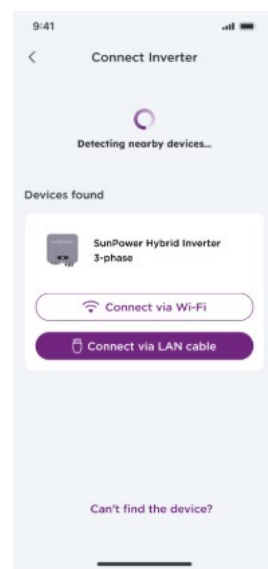 9:41
Connect Inverter
Detecting nearby devices...
Devices found
SunPower Hybrid Inverter
3-phase
Connect via Wi-Fi
Connect via LAN cable
Can't find the device?